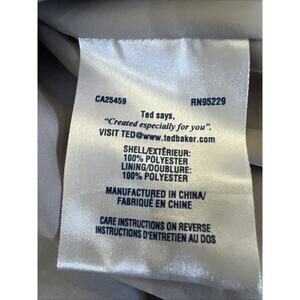 CA25459 RN95229
Ted says,
"Created especially for you".
VISIT TED@www.tedbaker.com
SHELL/EXTÉRIEUR:
100% POLYESTER
LINING/DOUBLURE:
100% POLYESTER
MANUFACTURED IN CHINA/
FABRIQUÉ EN CHINE
CARE INSTRUCTIONS ON REVERSE
INSTRUCTIONS D'ENTRETIEN AU DOS